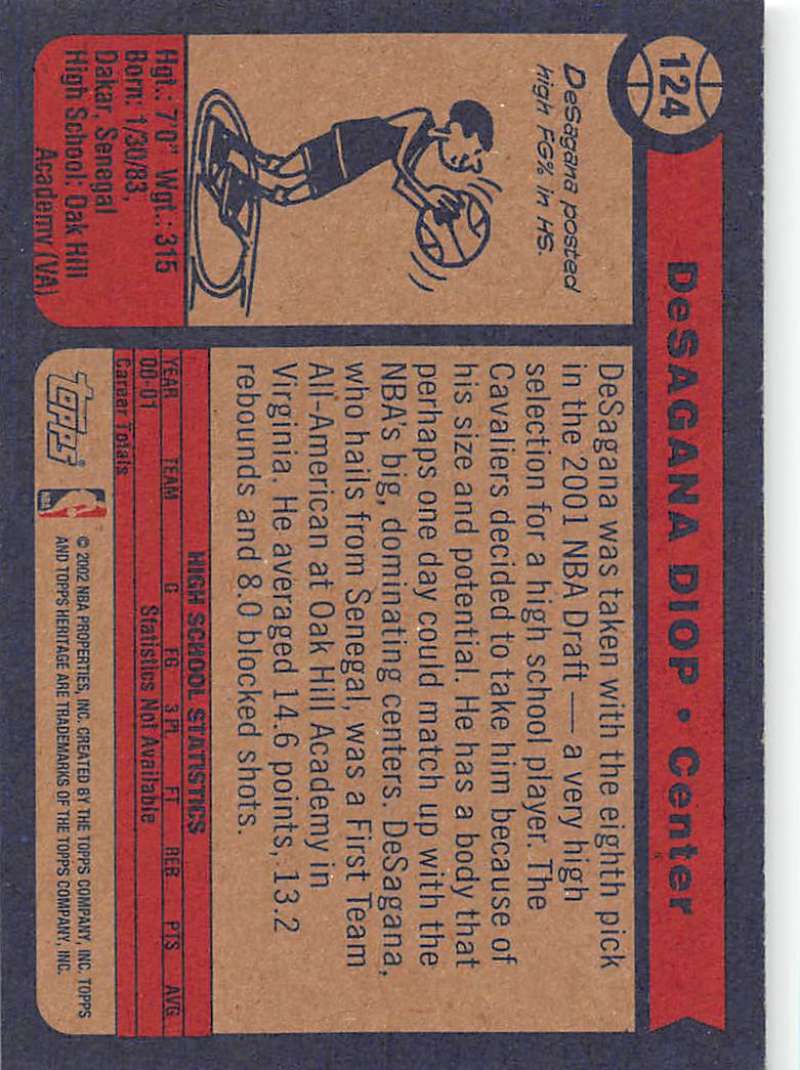 124
DeSAGANA DIOP • Center
DeSagana posted
high FG% in HS.
Hgt.: 7'0" Wgt.: 315
Born: 1/30/83,
Dakar, Senegal
High School: Oak Hill
Academy (VA)
DeSagana was taken with the eighth pick
in the 2001 NBA Draft — a very high
selection for a high school player. The
Cavaliers decided to take him because of
his size and potential. He has a body that
perhaps one day could match up with the
NBA's big, dominating centers. DeSagana,
who hails from Senegal, was a First Team
All-American at Oak Hill Academy in
Virginia. He averaged 14.6 points, 13.2
rebounds and 8.0 blocked shots.
HIGH SCHOOL STATISTICS
YEAR TEAM G FG 3 PT FT REB PTS AVG
00-01 Statistics Not Available
Career Totals
TOPPS®
NBA
© 2002 NBA PROPERTIES, INC. CREATED BY THE TOPPS COMPANY, INC. TOPPS
AND TOPPS HERITAGE ARE TRADEMARKS OF THE TOPPS COMPANY, INC.